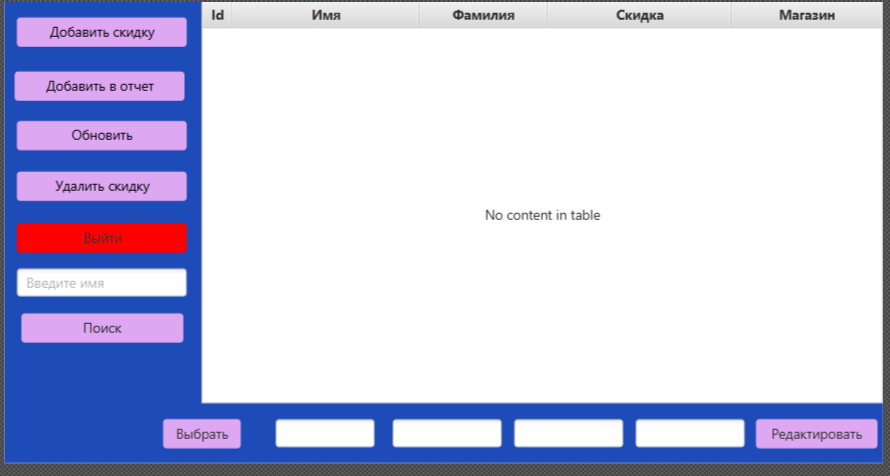 Id Имя Фамилия Скидка Магазин
Добавить скидку
Добавить в отчет
Обновить
Удалить скидку
No content in table
Выйти
Введите имя
Поиск
Выбрать Редактировать